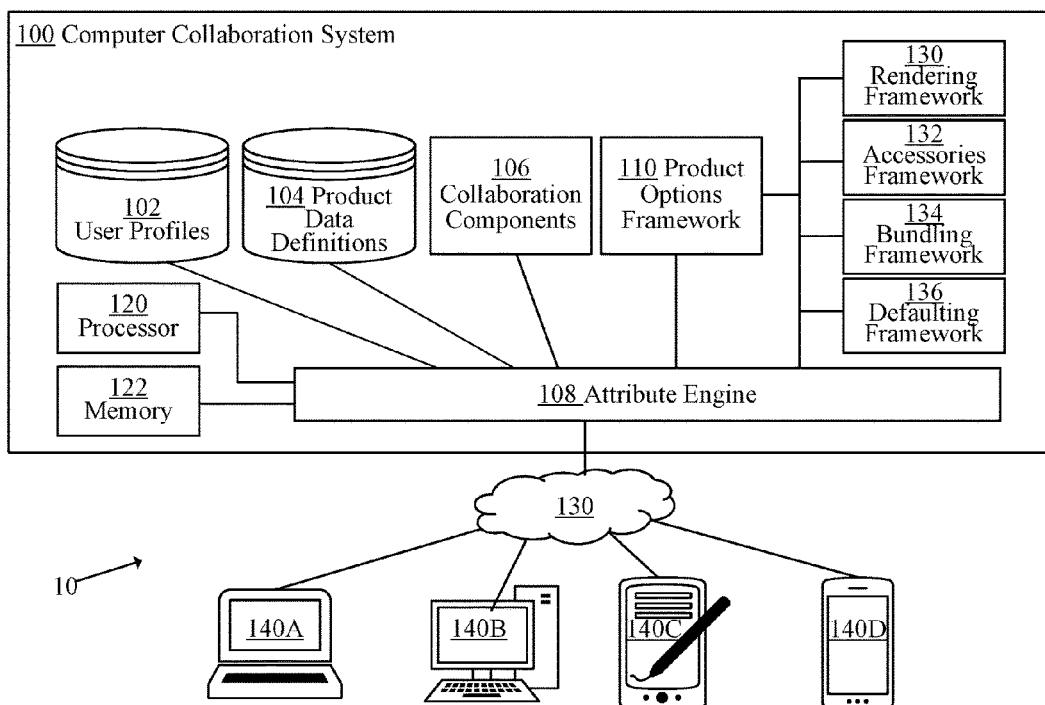 100 Computer Collaboration System
130
Rendering
Framework
132
Accessories
Framework
134
Bundling
Framework
136
Defaulting
Framework
102
User Profiles
104 Product
Data
Definitions
106
Collaboration
Components
110 Product
Options
Framework
120
Processor
122
Memory
108 Attribute Engine
130
10
140A
140B
140C
140D